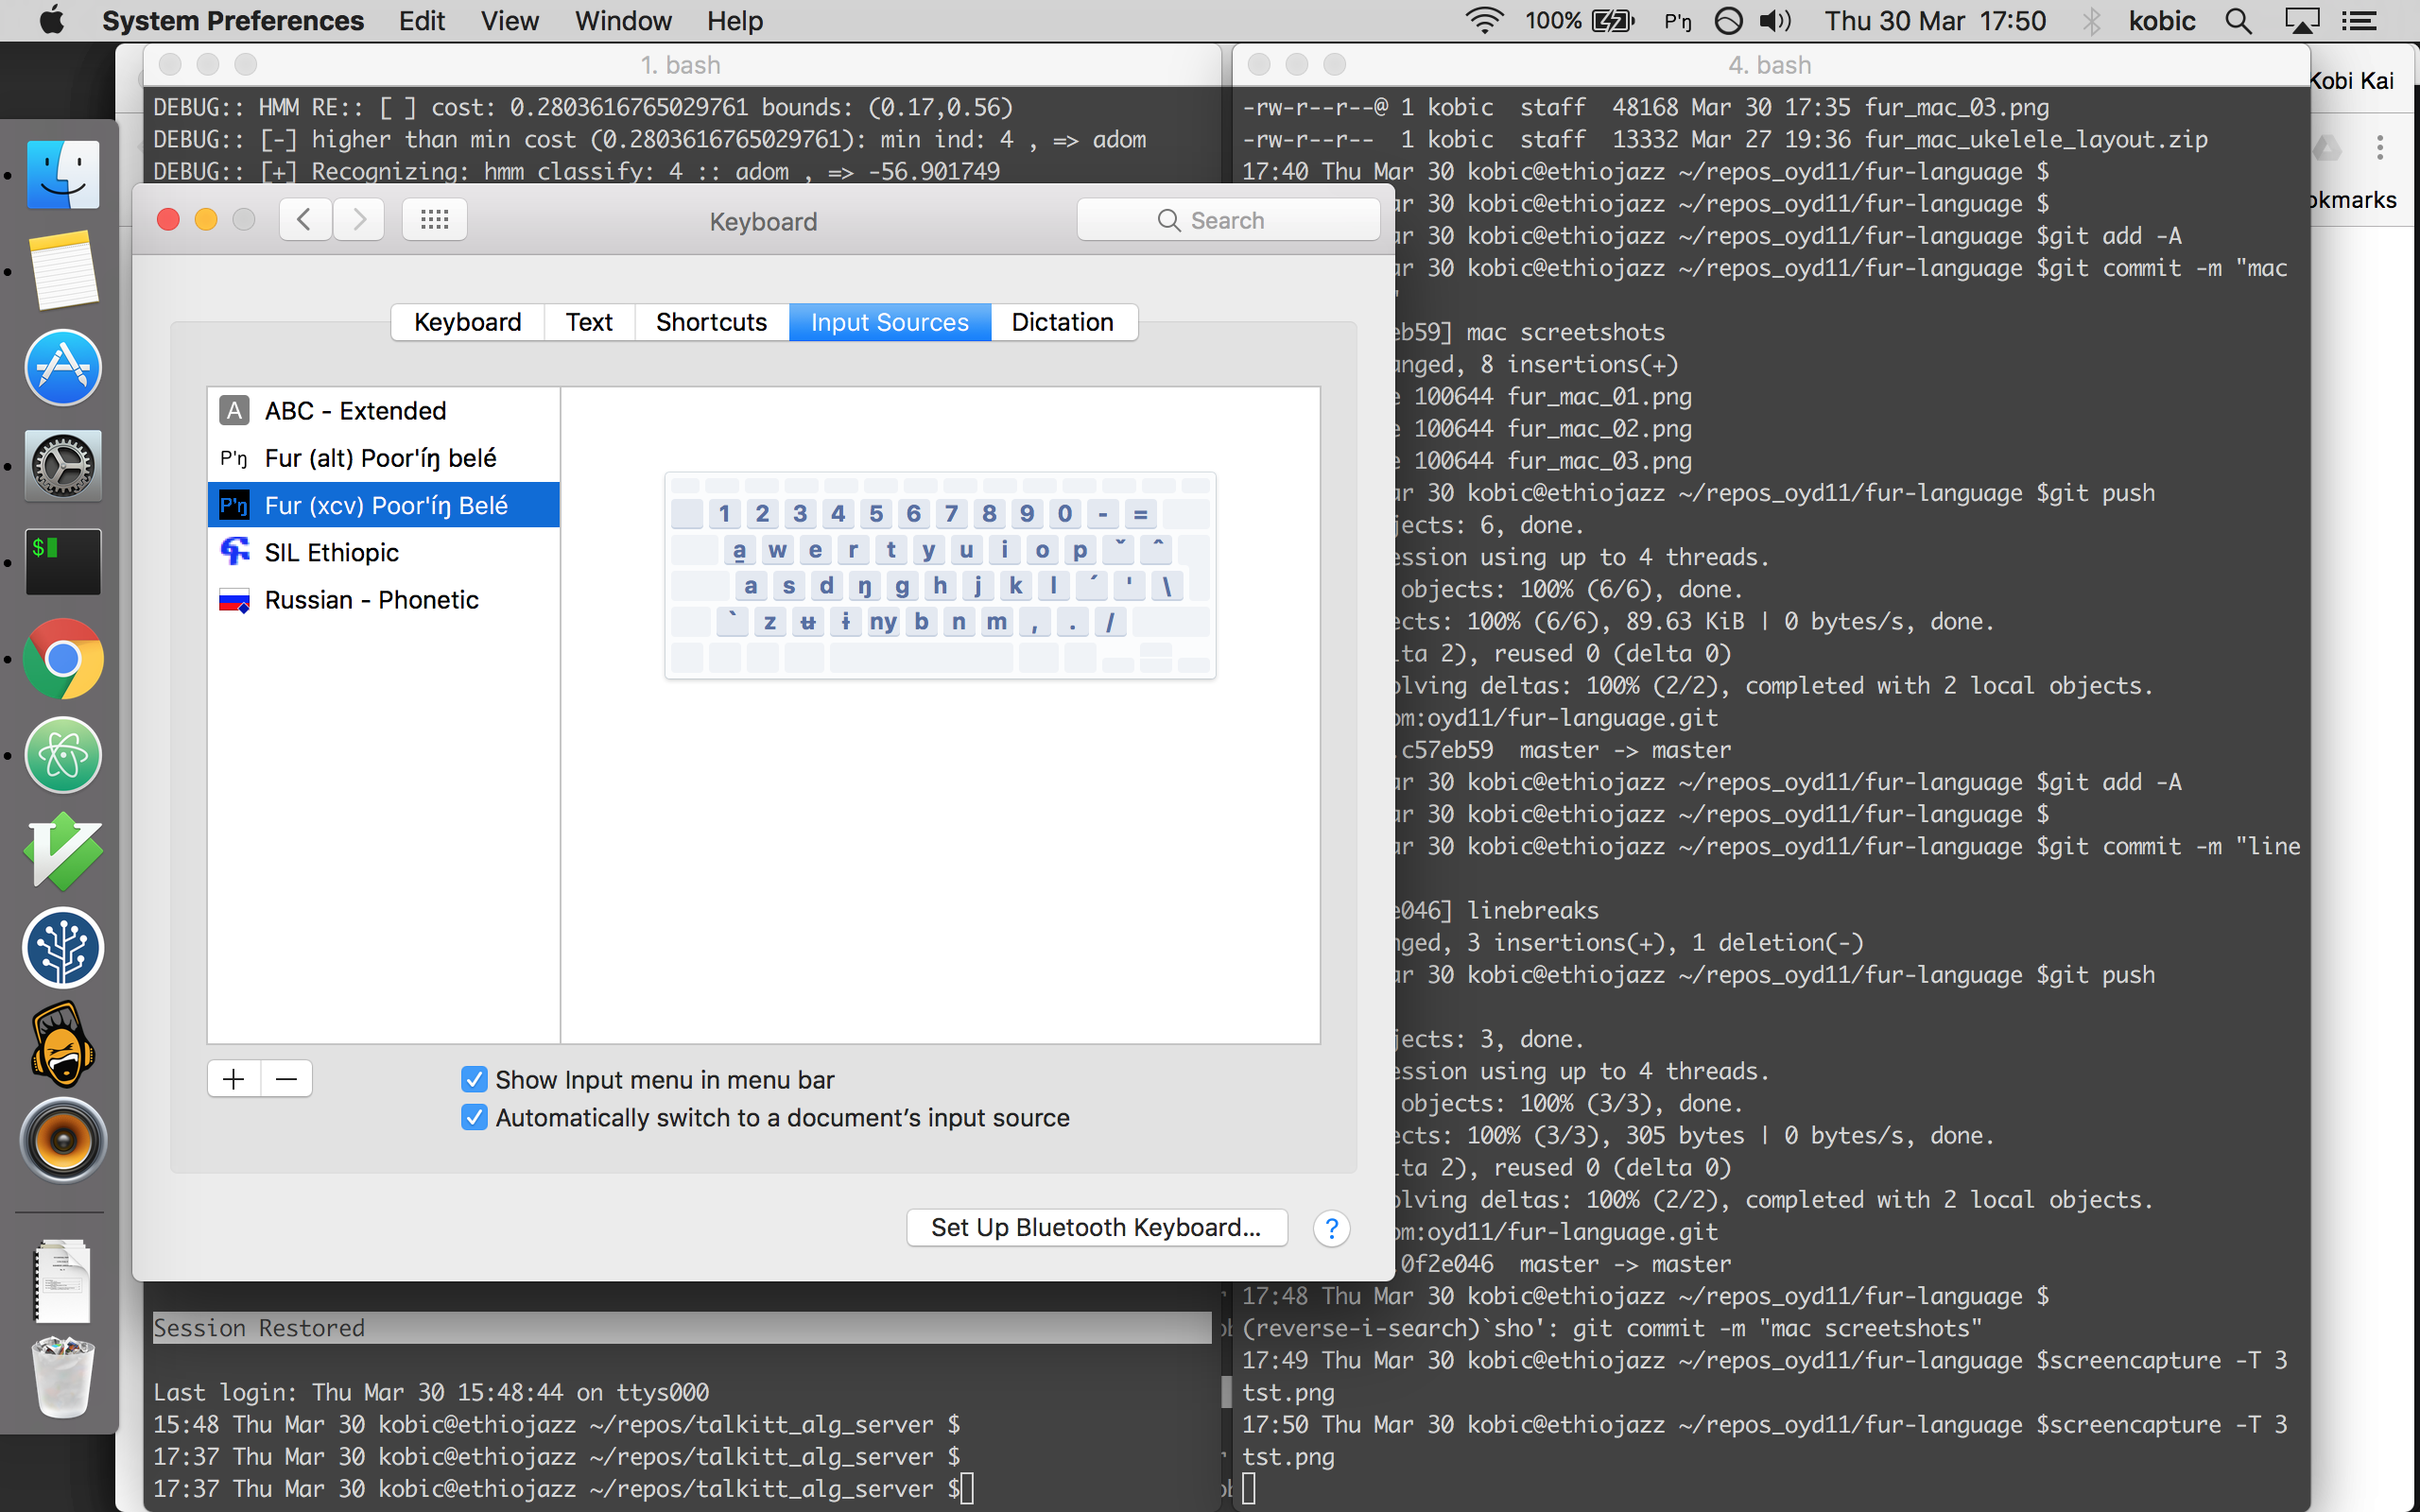 System Preferences Edit View Window Help 100% P'ŋ Thu 30 Mar 17:50 kobic
1. bash
DEBUG:: HMM RE:: [ ] cost: 0.2803616765029761 bounds: (0.17,0.56)
DEBUG:: [-] higher than min cost (0.2803616765029761): min ind: 4 , => adom
DEBUG:: [+] Recognizing: hmm classify: 4 :: adom , => -56.901749
Keyboard
Search
Keyboard Text Shortcuts Input Sources Dictation
A ABC - Extended
P'ŋ Fur (alt) Poor'íŋ belé
P'ŋ Fur (xcv) Poor'íŋ Belé
SIL Ethiopic
Russian - Phonetic
1 2 3 4 5 6 7 8 9 0 - =
a̱ w e r t y u i o p ˇ ˆ
a s d ŋ g h j k l ´ ' \
` z ʉ ɨ ny b n m , . /
+ −
Show Input menu in menu bar
Automatically switch to a document’s input source
Set Up Bluetooth Keyboard...
?
Session Restored
Last login: Thu Mar 30 15:48:44 on ttys000
15:48 Thu Mar 30 kobic@ethiojazz ~/repos/talkitt_alg_server $
17:37 Thu Mar 30 kobic@ethiojazz ~/repos/talkitt_alg_server $
17:37 Thu Mar 30 kobic@ethiojazz ~/repos/talkitt_alg_server $
4. bash
-rw-r--r--@ 1 kobic staff 48168 Mar 30 17:35 fur_mac_03.png
-rw-r--r-- 1 kobic staff 13332 Mar 27 19:36 fur_mac_ukelele_layout.zip
17:40 Thu Mar 30 kobic@ethiojazz ~/repos_oyd11/fur-language $
ar 30 kobic@ethiojazz ~/repos_oyd11/fur-language $
ar 30 kobic@ethiojazz ~/repos_oyd11/fur-language $git add -A
ar 30 kobic@ethiojazz ~/repos_oyd11/fur-language $git commit -m "mac
"
eb59] mac screetshots
anged, 8 insertions(+)
e 100644 fur_mac_01.png
e 100644 fur_mac_02.png
e 100644 fur_mac_03.png
ar 30 kobic@ethiojazz ~/repos_oyd11/fur-language $git push
jects: 6, done.
ession using up to 4 threads.
objects: 100% (6/6), done.
ects: 100% (6/6), 89.63 KiB | 0 bytes/s, done.
lta 2), reused 0 (delta 0)
olving deltas: 100% (2/2), completed with 2 local objects.
om:oyd11/fur-language.git
.c57eb59 master -> master
ar 30 kobic@ethiojazz ~/repos_oyd11/fur-language $git add -A
ar 30 kobic@ethiojazz ~/repos_oyd11/fur-language $
ar 30 kobic@ethiojazz ~/repos_oyd11/fur-language $git commit -m "line
e046] linebreaks
nged, 3 insertions(+), 1 deletion(-)
ar 30 kobic@ethiojazz ~/repos_oyd11/fur-language $git push
jects: 3, done.
ession using up to 4 threads.
objects: 100% (3/3), done.
ects: 100% (3/3), 305 bytes | 0 bytes/s, done.
lta 2), reused 0 (delta 0)
olving deltas: 100% (2/2), completed with 2 local objects.
om:oyd11/fur-language.git
.0f2e046 master -> master
17:48 Thu Mar 30 kobic@ethiojazz ~/repos_oyd11/fur-language $
(reverse-i-search)`sho': git commit -m "mac screetshots"
17:49 Thu Mar 30 kobic@ethiojazz ~/repos_oyd11/fur-language $screencapture -T 3
tst.png
17:50 Thu Mar 30 kobic@ethiojazz ~/repos_oyd11/fur-language $screencapture -T 3
tst.png
Kobi Kai
okmarks